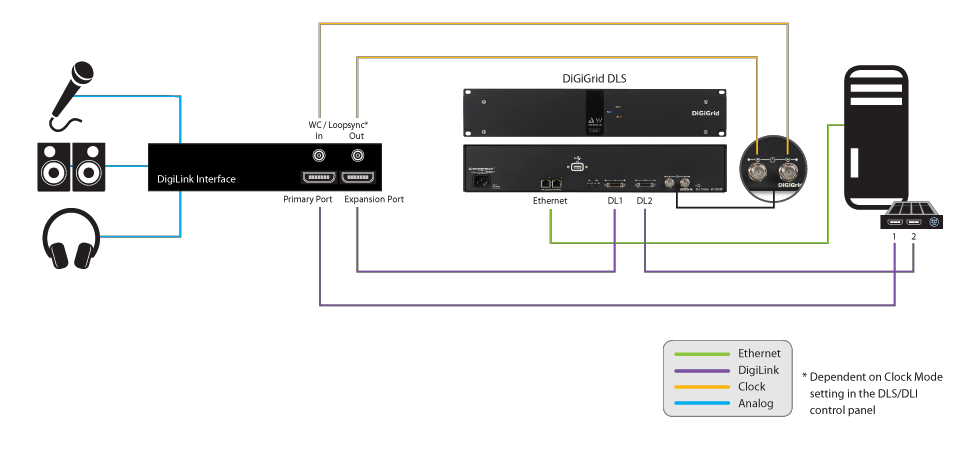 DiGiGrid DLS
DiGiGrid
WC / Loopsync*
In
Out
DigiLink Interface
Primary Port
Expansion Port
Ethernet
DL1
DL2
DiGiGrid
1
2
Ethernet
DigiLink
Clock
Analog
* Dependent on Clock Mode
setting in the DLS/DLI
control panel